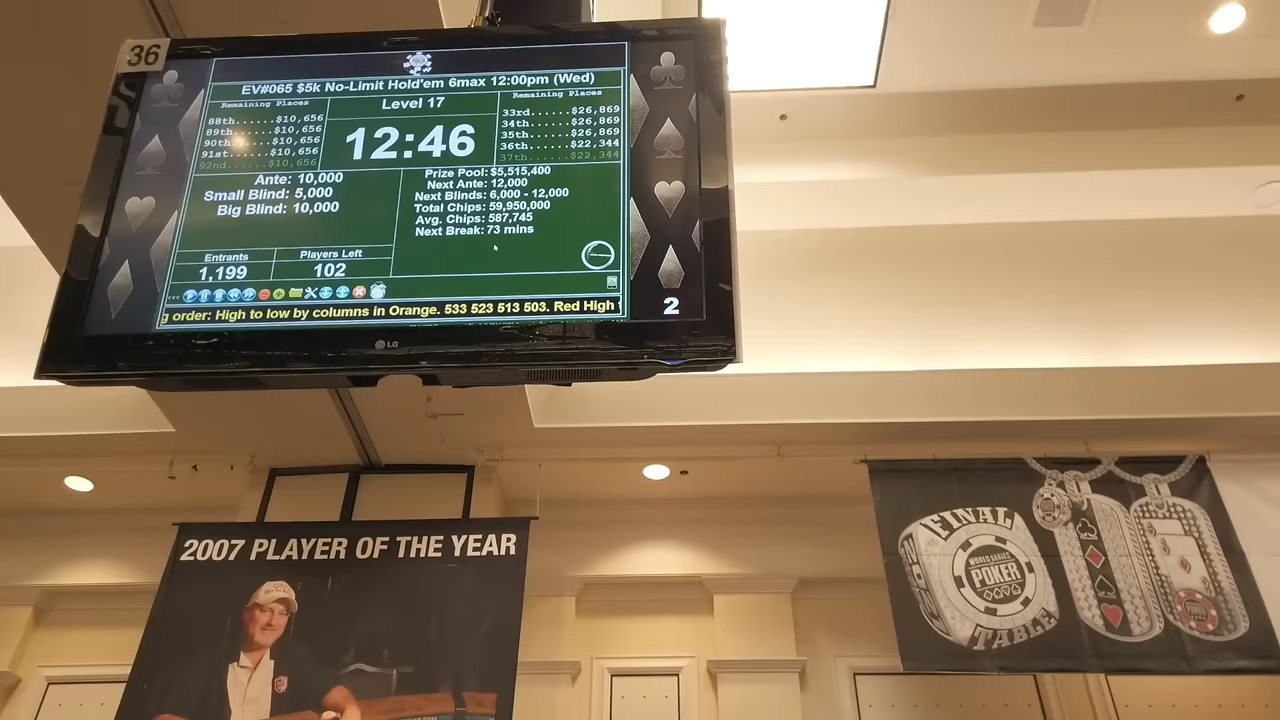 36
EV#065 $5k No-Limit Hold'em 6max 12:00pm (Wed)
Remaining Places
88th......$10,656
89th......$10,656
90th......$10,656
91st......$10,656
92nd......$10,656
Level 17
12:46
Remaining Places
33rd......$26,869
34th......$26,869
35th......$26,869
36th......$22,344
37th......$22,344
Ante: 10,000
Small Blind: 5,000
Big Blind: 10,000
Prize Pool: $5,515,400
Next Ante: 12,000
Next Blinds: 6,000 - 12,000
Total Chips: 59,950,000
Avg. Chips: 587,745
Next Break: 73 mins
Entrants
1,199
Players Left
102
<<<
g order: High to low by columns in Orange. 533 523 513 503. Red High
2
LG
2007 PLAYER OF THE YEAR
FINAL
WORLD SERIES
POKER
TABLE